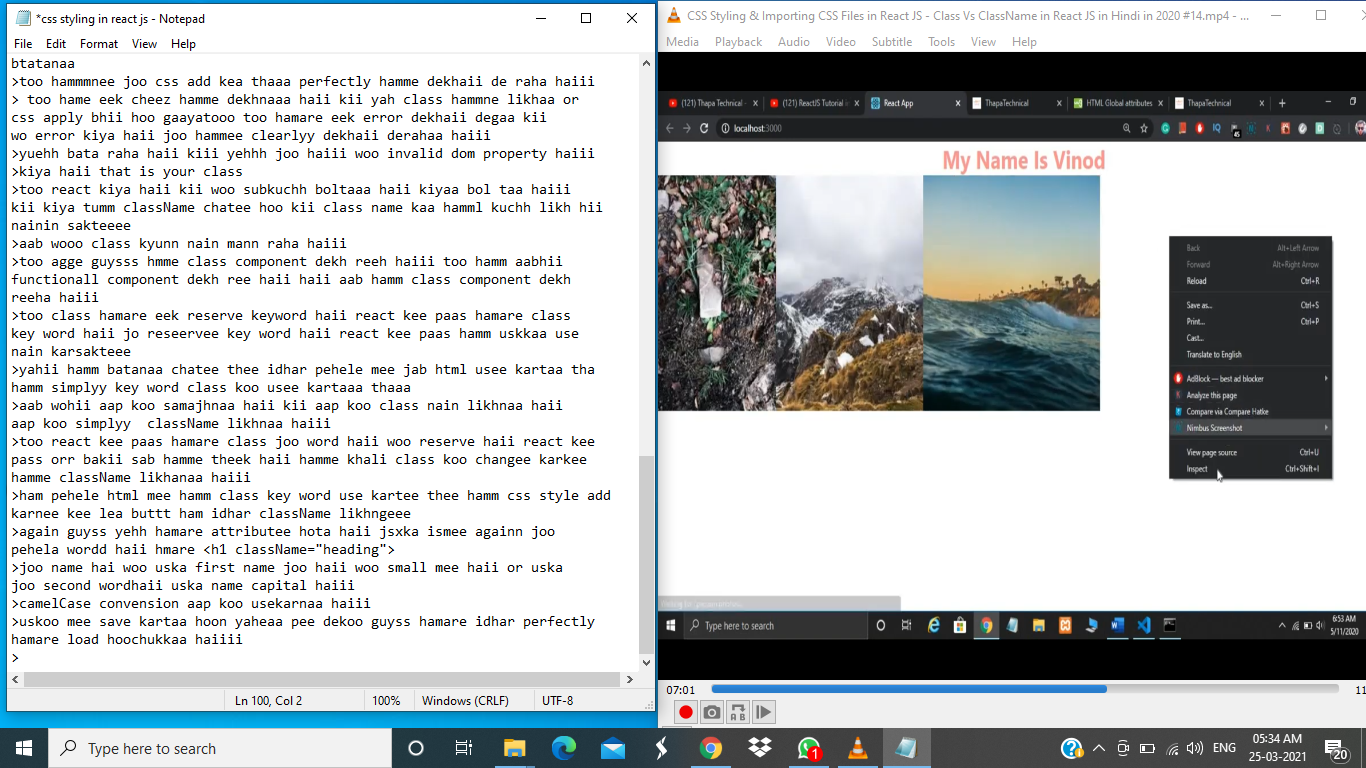 *css styling in react js - Notepad
File Edit Format View Help
btatanaa
>too hammmnee joo css add kea thaaa perfectly hamme dekhaii de raha haiii
> too hame eek cheez hamme dekhnaaa haii kii yah class hammne likhaa or
css apply bhii hoo gaayatooo too hamare eek error dekhaii degaa kii
wo error kiya haii joo hammee clearlyy dekhaii derahaa haiii
>yuehh bata raha haii kiii yehhh joo haiii woo invalid dom property haiii
>kiya haii that is your class
>too react kiya haii kii woo subkuchh boltaaa haii kiyaa bol taa haiii
kii kiya tumm className chatee hoo kii class name kaa hamml kuchh likh hii
nainin sakteeee
>aab wooo class kyunn nain mann raha haiii
>too agge guysss hmme class component dekh reeh haiii too hamm aabhii
functionall component dekh ree haii haii aab hamm class component dekh
reeha haiii
>too class hamare eek reserve keyword haii react kee paas hamare class
key word haii jo reseervee key word haii react kee paas hamm uskkaa use
nain karsakteee
>yahii hamm batanaa chatee thee idhar pehele mee jab html usee kartaa tha
hamm simplyy key word class koo usee kartaaa thaaa
>aab wohii aap koo samajhnaa haii kii aap koo class nain likhnaa haii
aap koo simplyy  className likhnaa haiii
>too react kee paas hamare class joo word haii woo reserve haii react kee
pass orr bakii sab hamme theek haii hamme khali class koo changee karkee
hamme className likhanaa haiii
>ham pehele html mee hamm class key word use kartee thee hamm css style add
karnee kee lea buttt ham idhar className likhngeee
>again guyss yehh hamare attributee hota haii jsxka ismee againn joo
pehela wordd haii hmare <h1 className="heading">
>joo name hai woo uska first name joo haii woo small mee haii or uska
joo second wordhaii uska name capital haiii
>camelCase convension aap koo usekarnaa haiii
>uskoo mee save kartaa hoon yaheaa pee dekoo guyss hamare idhar perfectly
hamare load hoochukkaa haiiii
>
Ln 100, Col 2 100% Windows (CRLF) UTF-8
CSS Styling & Importing CSS Files in React JS - Class Vs ClassName in React JS in Hindi in 2020 #14.mp4 - ...
Media Playback Audio Video Subtitle Tools View Help
(121) Thapa Technical - (121) ReactJS Tutorial in React App ThapaTechnical HTML Global attributes ThapaTechnical
localhost:3000
My Name Is Vinod
Back Alt+Left Arrow
Forward Alt+Right Arrow
Reload Ctrl+R
Save as... Ctrl+S
Print... Ctrl+P
Cast...
Translate to English
AdBlock — best ad blocker
Analyze this page
Compare via Compare Hatke
Nimbus Screenshot
View page source Ctrl+U
Inspect Ctrl+Shift+I
Type here to search
6:53 AM
5/11/2020
07:01 11
Type here to search
ENG
05:34 AM
25-03-2021
1
20